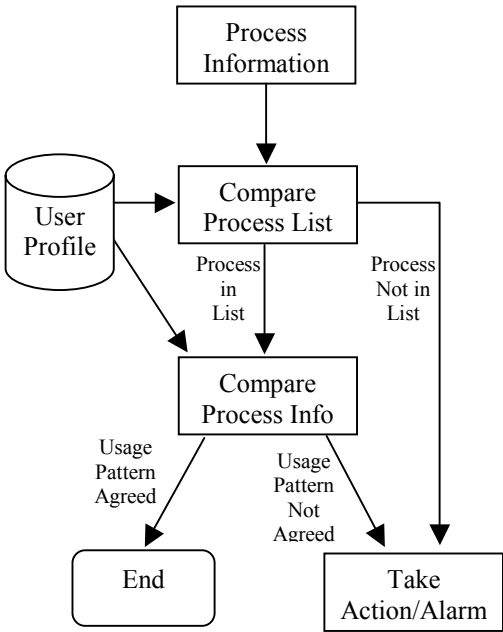 Process
Information
Compare
Process List
User
Profile
Process
in
List
Process
Not in
List
Compare
Process Info
Usage
Pattern
Agreed
Usage
Pattern
Not
Agreed
End
Take
Action/Alarm